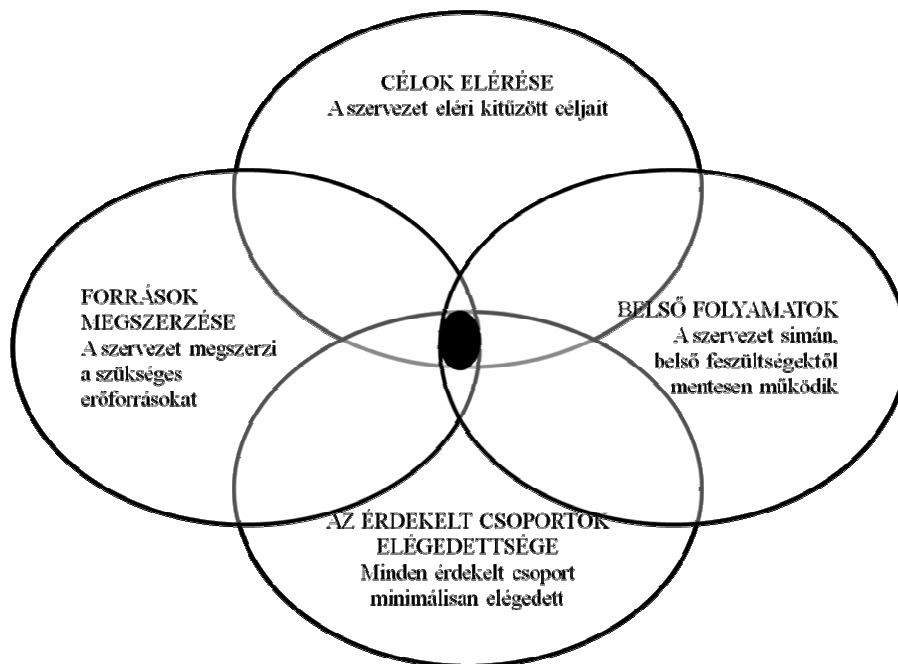 CÉLOK ELÉRÉSE
A szervezet eléri kitűzött céljait
FORRÁSOK
MEGSZERZÉSE
A szervezet megszerzi
a szükséges
erőforrásokat
BELSŐ FOLYAMATOK
A szervezet simán,
belső feszültségektől
mentesen működik
AZ ÉRDEKELT CSOPORTOK
ELÉGEDETTSÉGE
Minden érdekelt csoport
minimálisan elégedett